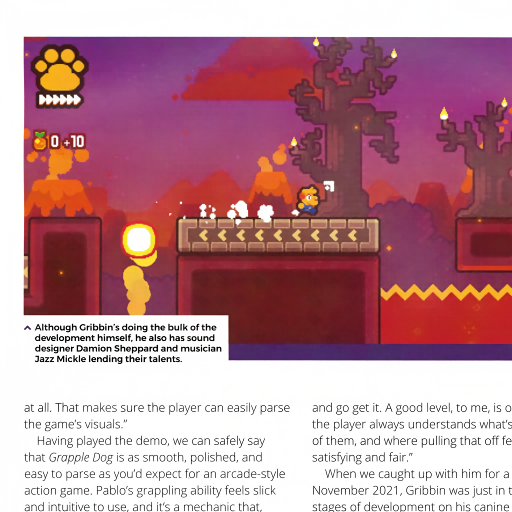 0 +10
Although Gribbin's doing the bulk of the
development himself, he also has sound
designer Damion Sheppard and musician
Jazz Mickle lending their talents.
at all. That makes sure the player can easily parse
the game's visuals."
Having played the demo, we can safely say
that Grapple Dog is as smooth, polished, and
easy to parse as you'd expect for an arcade-style
action game. Pablo's grappling ability feels slick
and intuitive to use, and it's a mechanic that,
and go get it. A good level, to me, is o
the player always understands what's
of them, and where pulling that off fe
satisfying and fair."
When we caught up with him for a
November 2021, Gribbin was just in t
stages of development on his canine